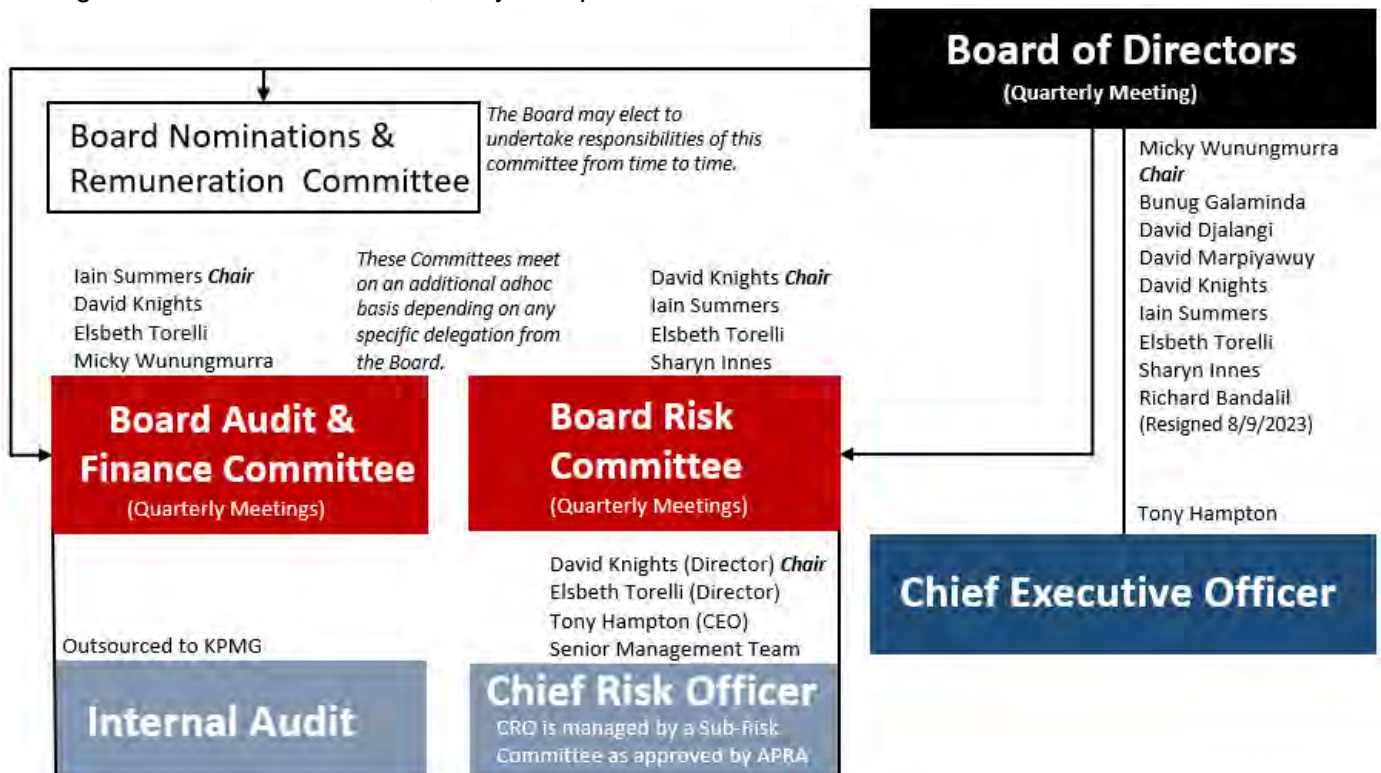 Board of Directors
(Quarterly Meeting)
Board Nominations &
Remuneration Committee
The Board may elect to
undertake responsibilities of this
committee from time to time.
Micky Wunungmurra
Chair
Bunug Galaminda
David Djalangi
David Marpiyawuy
David Knights
Iain Summers
Elsbeth Torelli
Sharyn Innes
Richard Bandalil
(Resigned 8/9/2023)
Iain Summers Chair
David Knights
Elsbeth Torelli
Micky Wunungmurra
These Committees meet
on an additional adhoc
basis depending on any
specific delegation from
the Board.
David Knights Chair
Iain Summers
Elsbeth Torelli
Sharyn Innes
Board Audit &
Finance Committee
(Quarterly Meetings)
Board Risk
Committee
(Quarterly Meetings)
Tony Hampton
Chief Executive Officer
David Knights (Director) Chair
Elsbeth Torelli (Director)
Tony Hampton (CEO)
Senior Management Team
Outsourced to KPMG
Internal Audit
Chief Risk Officer
CRO is managed by a Sub-Risk
Committee as approved by APRA